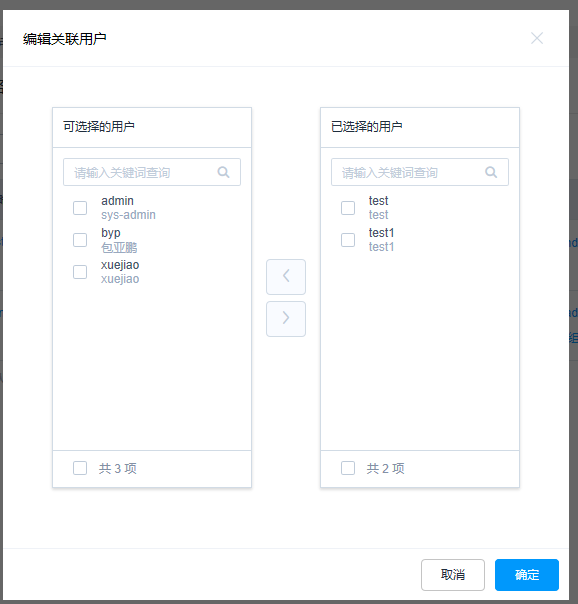 编辑关联用户
可选择的用户
请输入关键词查询
admin
sys-admin
byp
包亚鹏
xuejiao
xuejiao
共 3 项
已选择的用户
请输入关键词查询
test
test
test1
test1
共 2 项
取消
确定
nd
nd
组